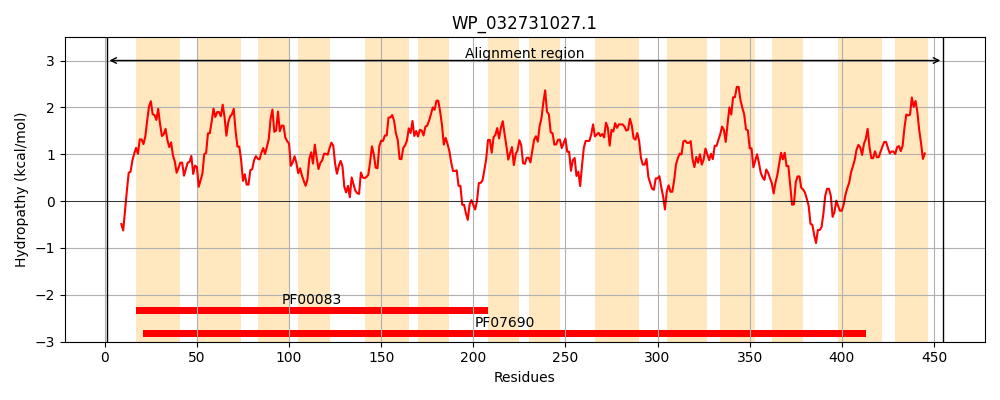 WP_032731027.1
Alignment region
Hydropathy (kcal/mol)
3
2
1
0
−1
−2
−3
PF00083
PF07690
0 50 100 150 200 250 300 350 400 450
Residues